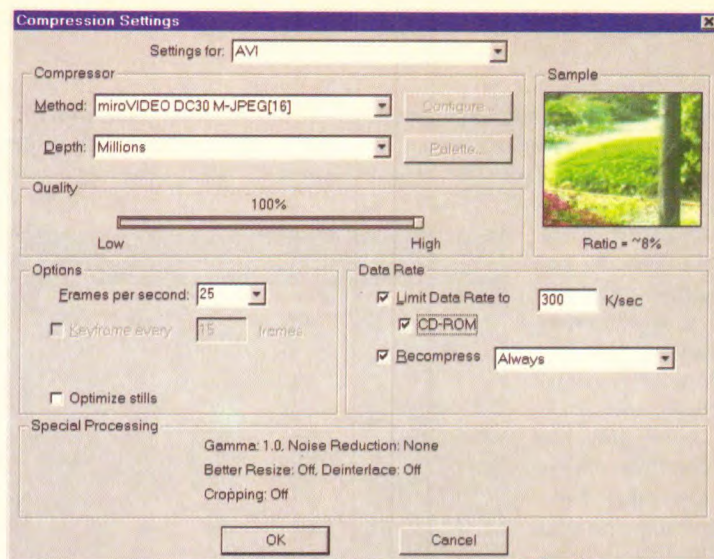 Compression Settings
Settings for: AVI
Compressor
Method: miroVIDEO DC30 M-JPEG[16]
Configure...
Depth: Millions
Palette...
Sample
Ratio = ~8%
Quality
100%
Low
High
Options
Frames per second: 25
Keyframe every 15 frames
Optimize stills
Data Rate
Limit Data Rate to 300 K/sec
CD-ROM
Recompress Always
Special Processing
Gamma: 1.0, Noise Reduction: None
Better Resize: Off, Deinterlace: Off
Cropping: Off
OK
Cancel